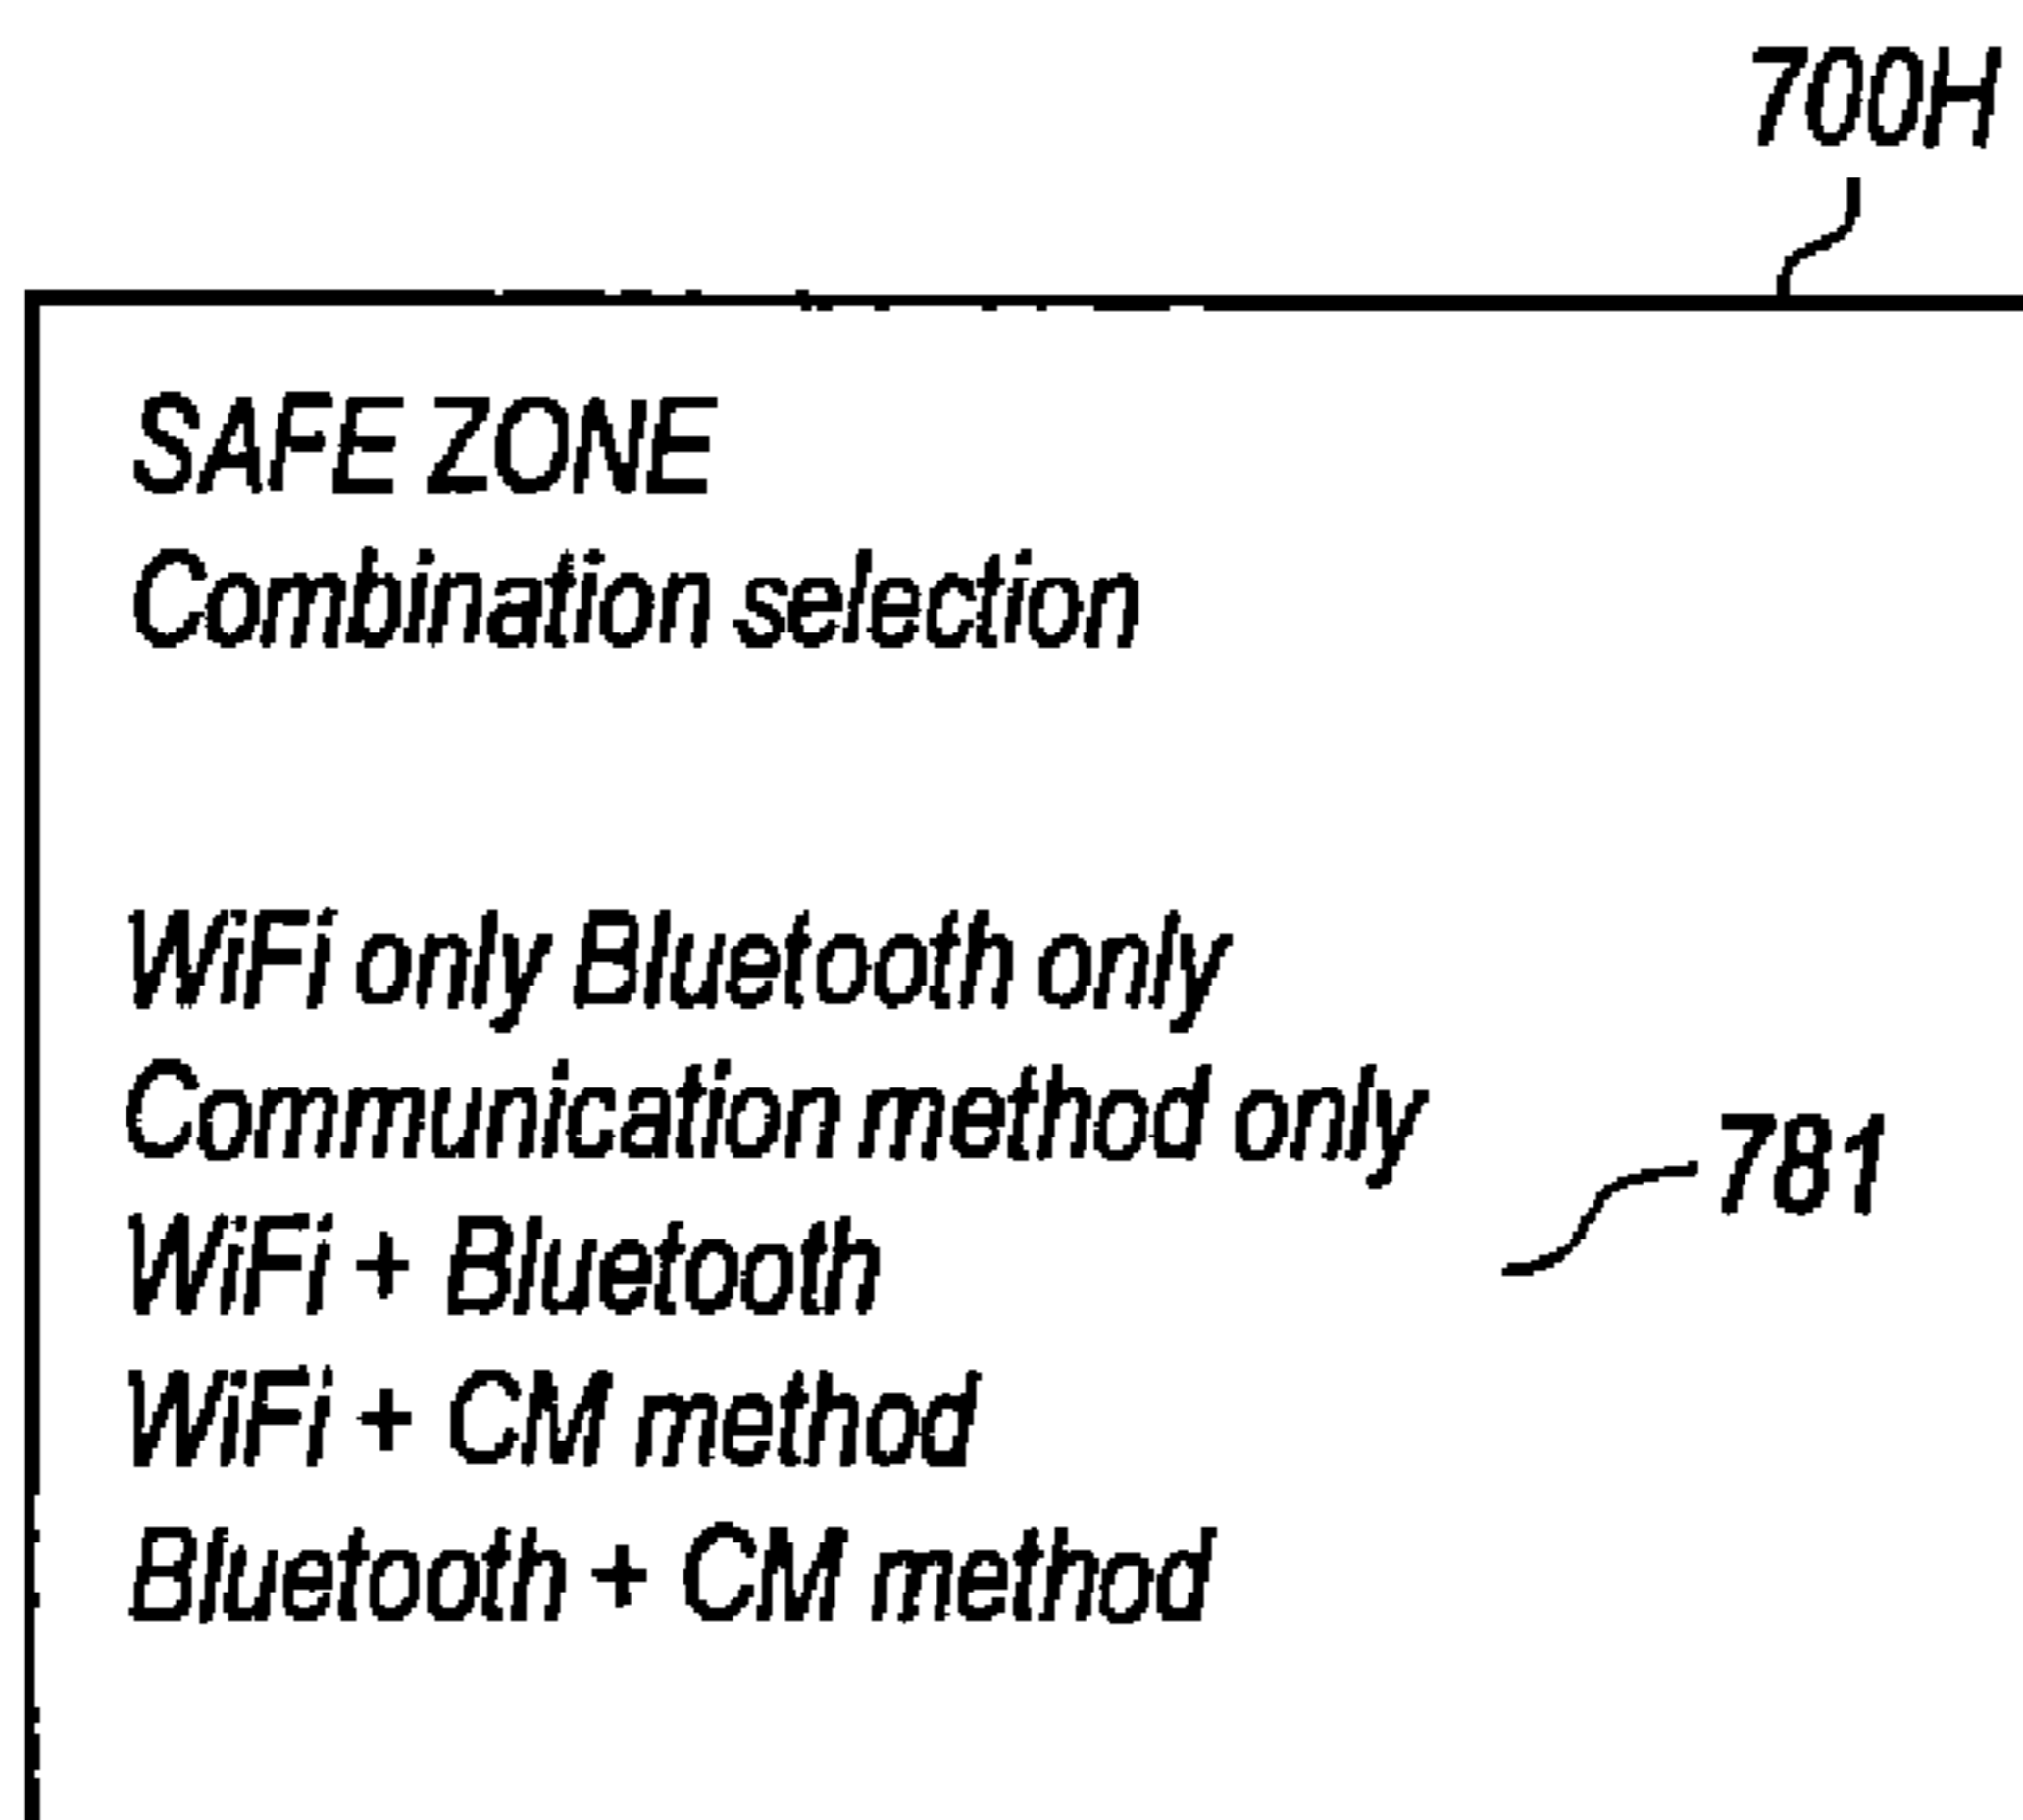 700H
SAFE ZONE
Combination selection
WiFi only Bluetooth only
Communication method only
781
WiFi + Bluetooth
WiFi + CM method
Bluetooth + CM method